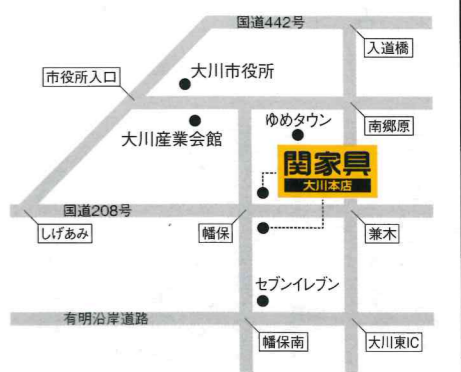 国道442号
入道橋
市役所入口
大川市役所
大川産業会館
ゆめタウン
南郷原
関家具
大川本店
国道208号
しげあみ
幡保
兼木
セブンイレブン
有明沿岸道路
幡保南
大川東IC